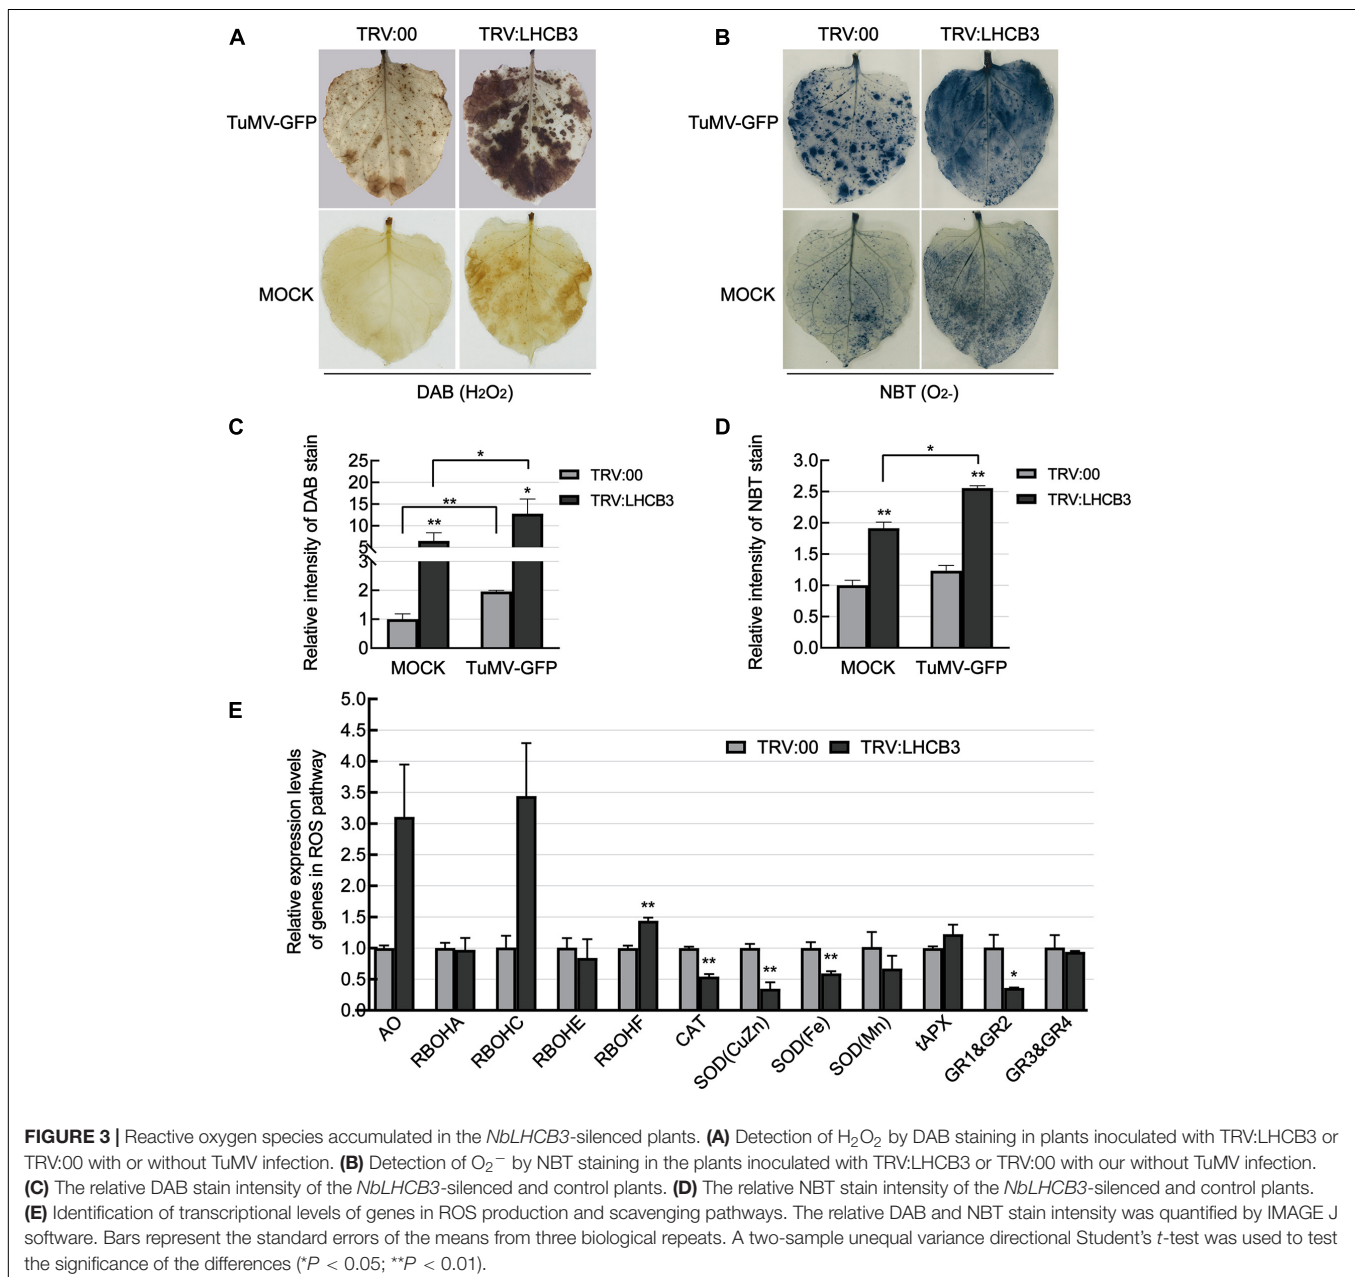 A
TRV:00
TRV:LHCB3
TuMV-GFP
MOCK
DAB (H2O2)
B
TRV:00
TRV:LHCB3
TuMV-GFP
MOCK
NBT (O2-)
C
Relative intensity of DAB stain
25
20
15
10
5
3
2
1
0
**
**
*
*
TRV:00
TRV:LHCB3
MOCK
TuMV-GFP
D
Relative intensity of NBT stain
3.0
2.5
2.0
1.5
1.0
0.5
0.0
**
*
**
TRV:00
TRV:LHCB3
MOCK
TuMV-GFP
E
Relative expression levels
of genes in ROS pathway
5.0
4.5
4.0
3.5
3.0
2.5
2.0
1.5
1.0
0.5
0.0
TRV:00
TRV:LHCB3
**
**
**
**
*
AO
RBOHA
RBOHC
RBOHE
RBOHF
CAT
SOD(CuZn)
SOD(Fe)
SOD(Mn)
tAPX
GR1&GR2
GR3&GR4
FIGURE 3 | Reactive oxygen species accumulated in the NbLHCB3-silenced plants. (A) Detection of H2O2 by DAB staining in plants inoculated with TRV:LHCB3 or
TRV:00 with or without TuMV infection. (B) Detection of O2− by NBT staining in the plants inoculated with TRV:LHCB3 or TRV:00 with our without TuMV infection.
(C) The relative DAB stain intensity of the NbLHCB3-silenced and control plants. (D) The relative NBT stain intensity of the NbLHCB3-silenced and control plants.
(E) Identification of transcriptional levels of genes in ROS production and scavenging pathways. The relative DAB and NBT stain intensity was quantified by IMAGE J
software. Bars represent the standard errors of the means from three biological repeats. A two-sample unequal variance directional Student's t-test was used to test
the significance of the differences (*P < 0.05; **P < 0.01).